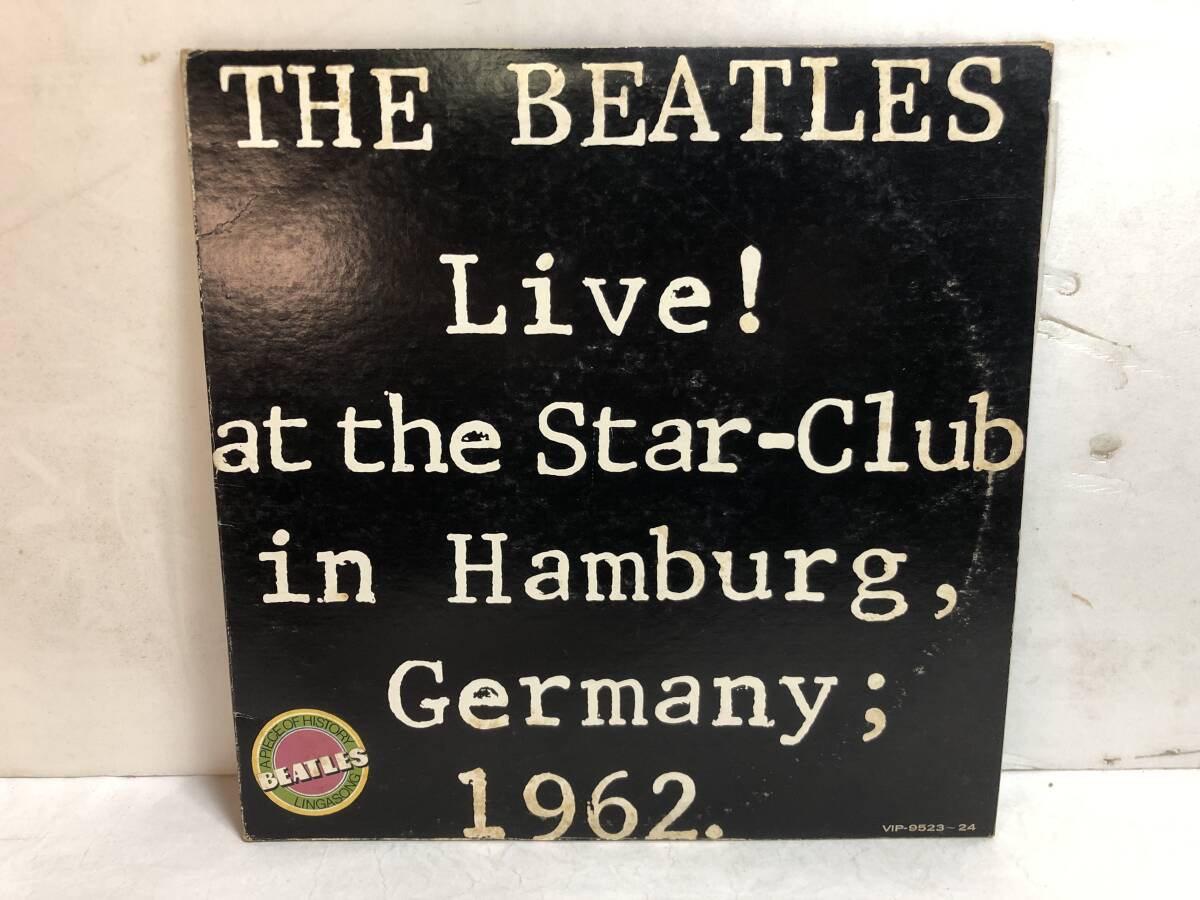 THE BEATLES
Live!
at the Star-Club
in Hamburg,
Germany;
1962.
A PIECE OF HISTORY
BEATLES
LINGASONG
VIP-9523~24